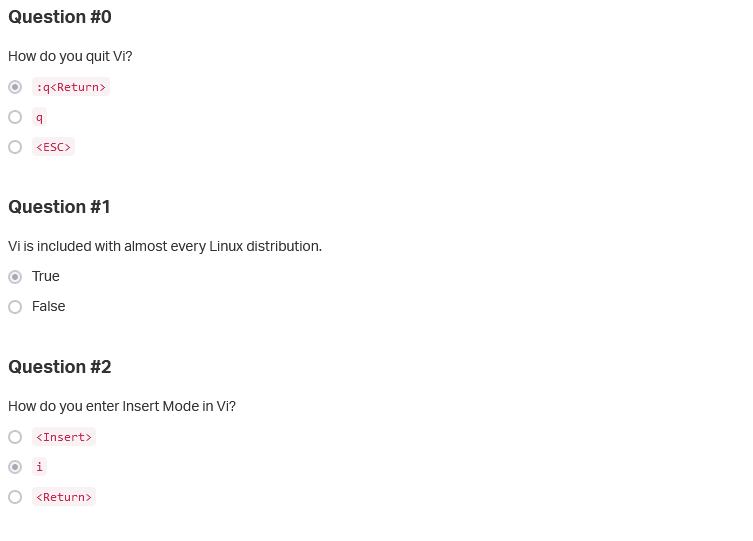 Question #0
How do you quit Vi?
:q<Return>
q
<ESC>
Question #1
Vi is included with almost every Linux distribution.
True
False
Question #2
How do you enter Insert Mode in Vi?
<Insert>
i
<Return>